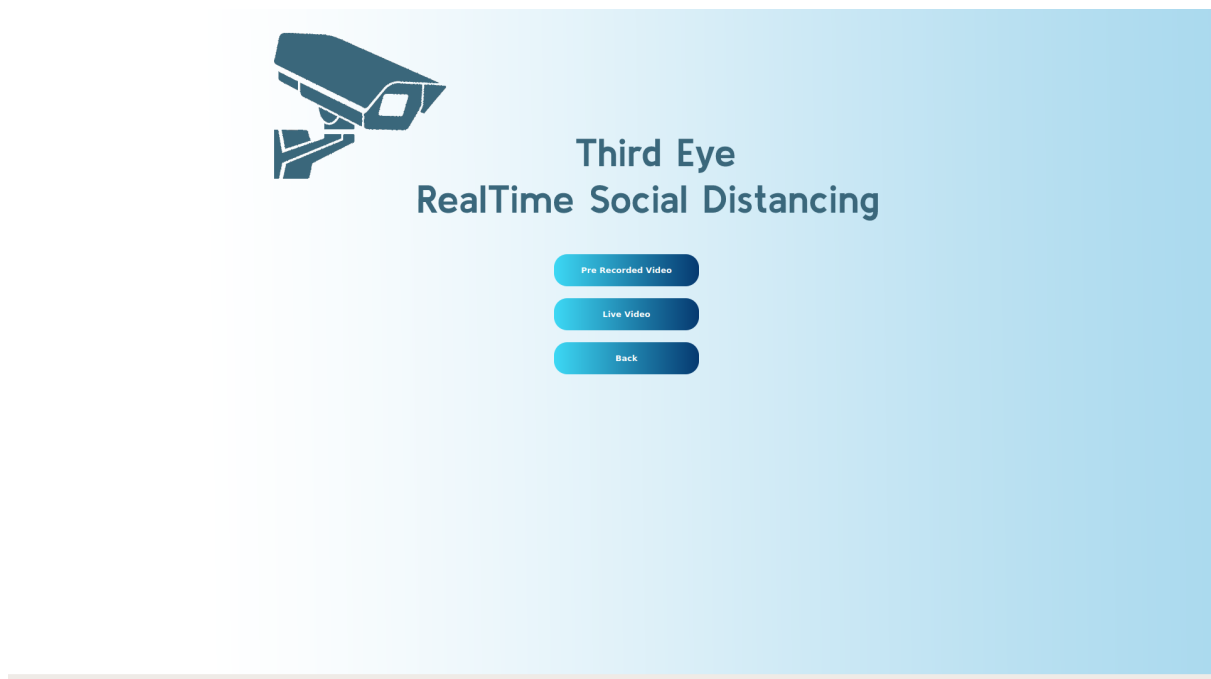 Third Eye
RealTime Social Distancing
Pre Recorded Video
Live Video
Back